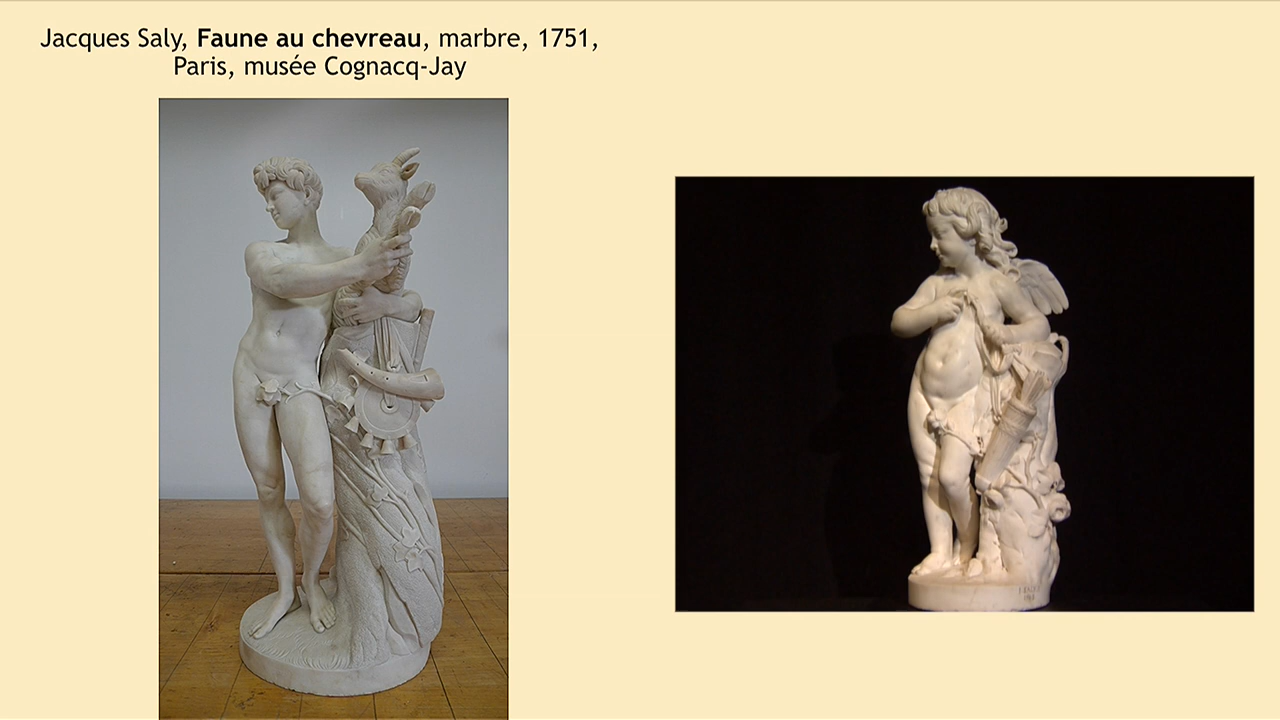 Jacques Saly, Faune au chevreau, marbre, 1751,
Paris, musée Cognacq-Jay